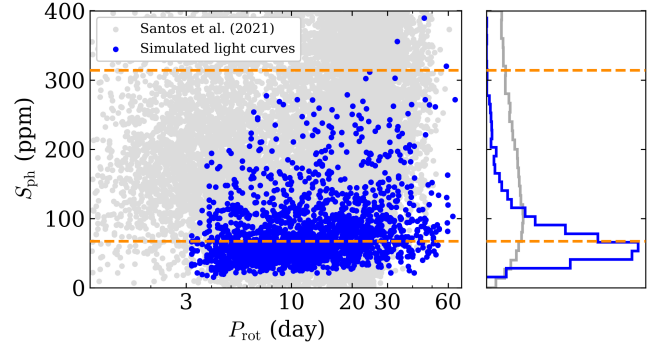 400
300
200
100
0
S_ph (ppm)
Santos et al. (2021)
Simulated light curves
3 10 20 30 60
P_rot (day)